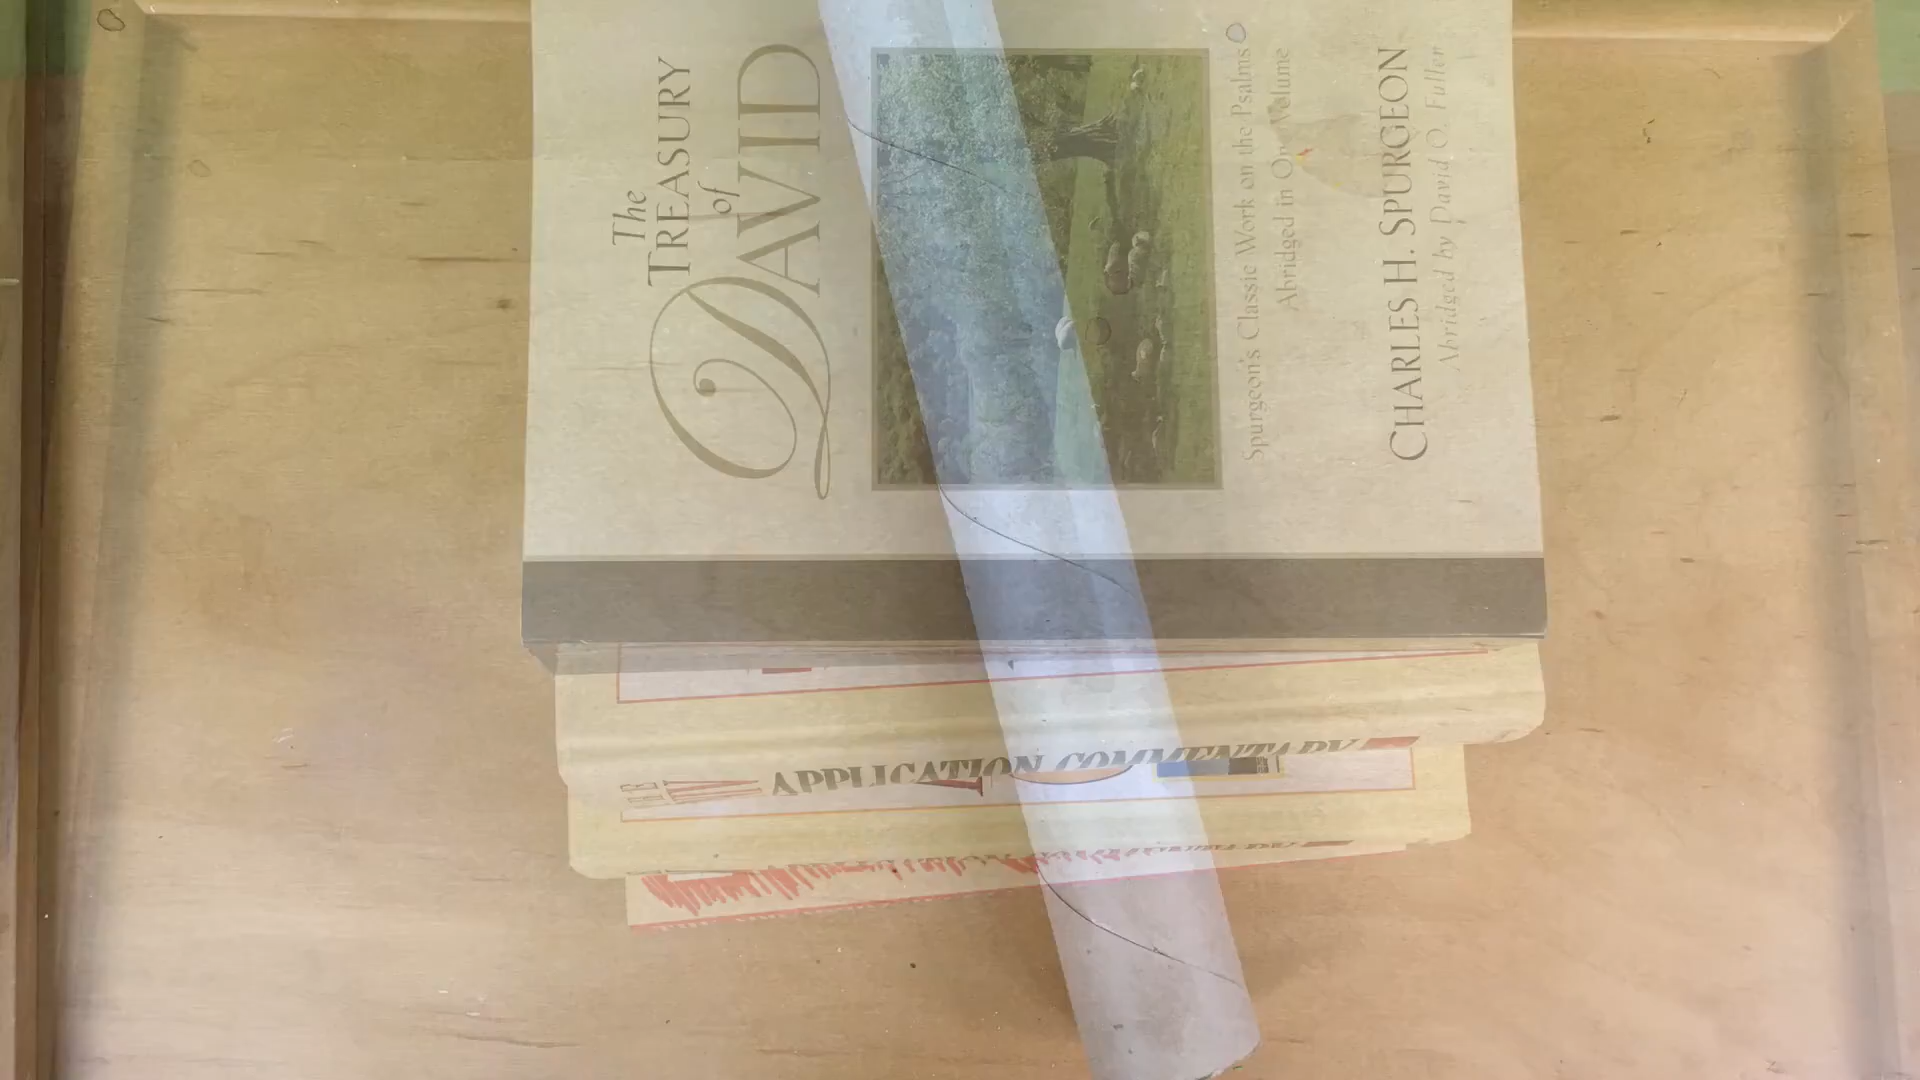 The
TREASURY
of
DAVID
Spurgeon's Classic Work on the Psalms
Abridged in One Volume
CHARLES H. SPURGEON
Abridged by David O. Fuller
APPLICATION COMMENTARY